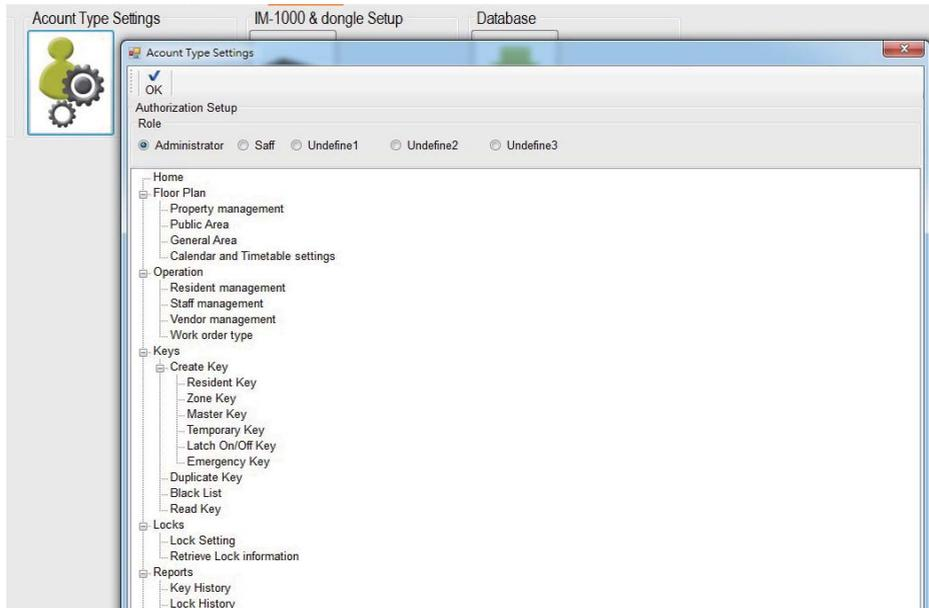 Acount Type Settings
IM-1000 & dongle Setup
Database
Acount Type Settings
x
OK
Authorization Setup
Role
Administrator Saff Undefine1 Undefine2 Undefine3
Home
Floor Plan
Property management
Public Area
General Area
Calendar and Timetable settings
Operation
Resident management
Staff management
Vendor management
Work order type
Keys
Create Key
Resident Key
Zone Key
Master Key
Temporary Key
Latch On/Off Key
Emergency Key
Duplicate Key
Black List
Read Key
Locks
Lock Setting
Retrieve Lock information
Reports
Key History
Lock History